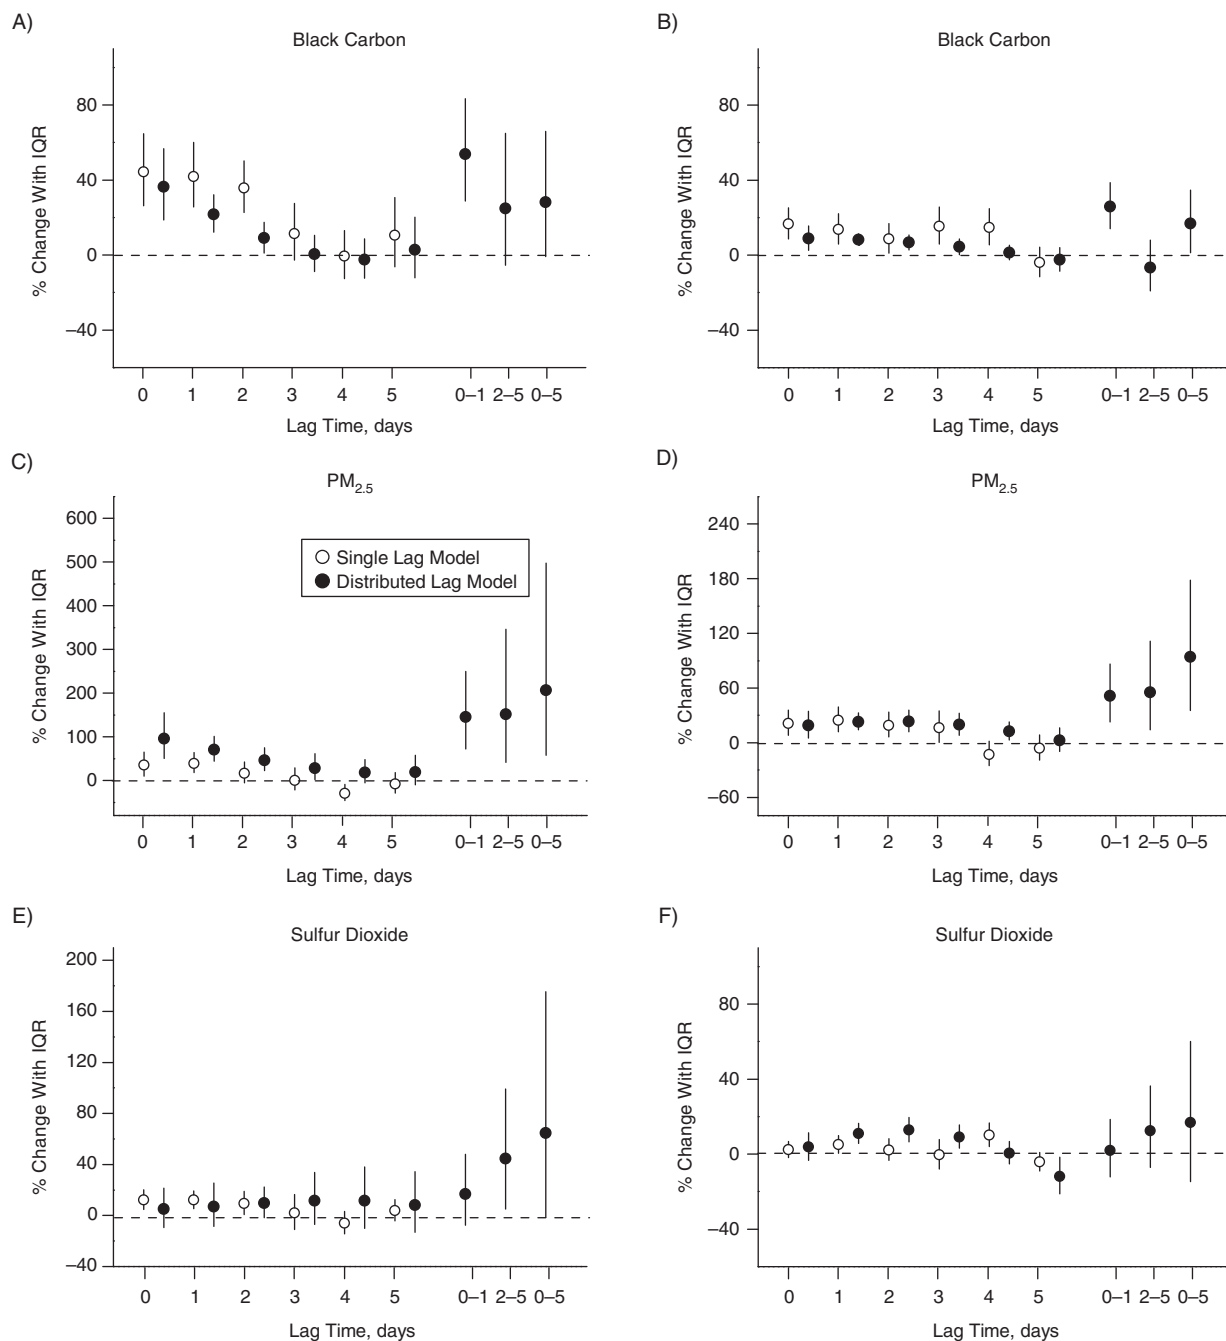 A)
Black Carbon
% Change With IQR
80
40
0
–40
0 1 2 3 4 5 0–1 2–5 0–5
Lag Time, days
B)
Black Carbon
% Change With IQR
80
40
0
–40
0 1 2 3 4 5 0–1 2–5 0–5
Lag Time, days
C)
PM2.5
% Change With IQR
600
500
400
300
200
100
0
Single Lag Model
Distributed Lag Model
0 1 2 3 4 5 0–1 2–5 0–5
Lag Time, days
D)
PM2.5
% Change With IQR
240
180
120
60
0
–60
0 1 2 3 4 5 0–1 2–5 0–5
Lag Time, days
E)
Sulfur Dioxide
% Change With IQR
200
160
120
80
40
0
–40
0 1 2 3 4 5 0–1 2–5 0–5
Lag Time, days
F)
Sulfur Dioxide
% Change With IQR
80
40
0
–40
0 1 2 3 4 5 0–1 2–5 0–5
Lag Time, days